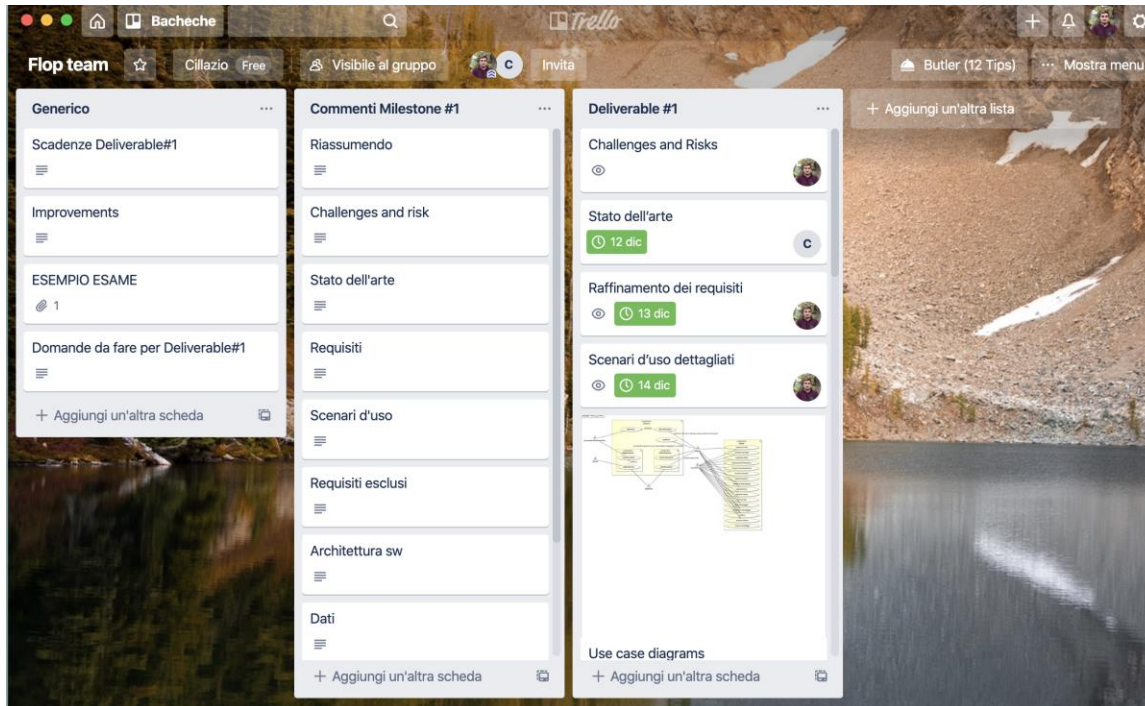 Bacheche
Trello
Flop team
Cillazio Free
Visibile al gruppo
C
Invita
Butler (12 Tips)
··· Mostra menu
Generico
Scadenze Deliverable#1
Improvements
ESEMPIO ESAME
1
Domande da fare per Deliverable#1
+ Aggiungi un'altra scheda
Commenti Milestone #1
Riassumendo
Challenges and risk
Stato dell'arte
Requisiti
Scenari d'uso
Requisiti esclusi
Architettura sw
Dati
+ Aggiungi un'altra scheda
Deliverable #1
Challenges and Risks
Stato dell'arte
12 dic
C
Raffinamento dei requisiti
13 dic
Scenari d'uso dettagliati
14 dic
Use case diagrams
+ Aggiungi un'altra scheda
+ Aggiungi un'altra lista